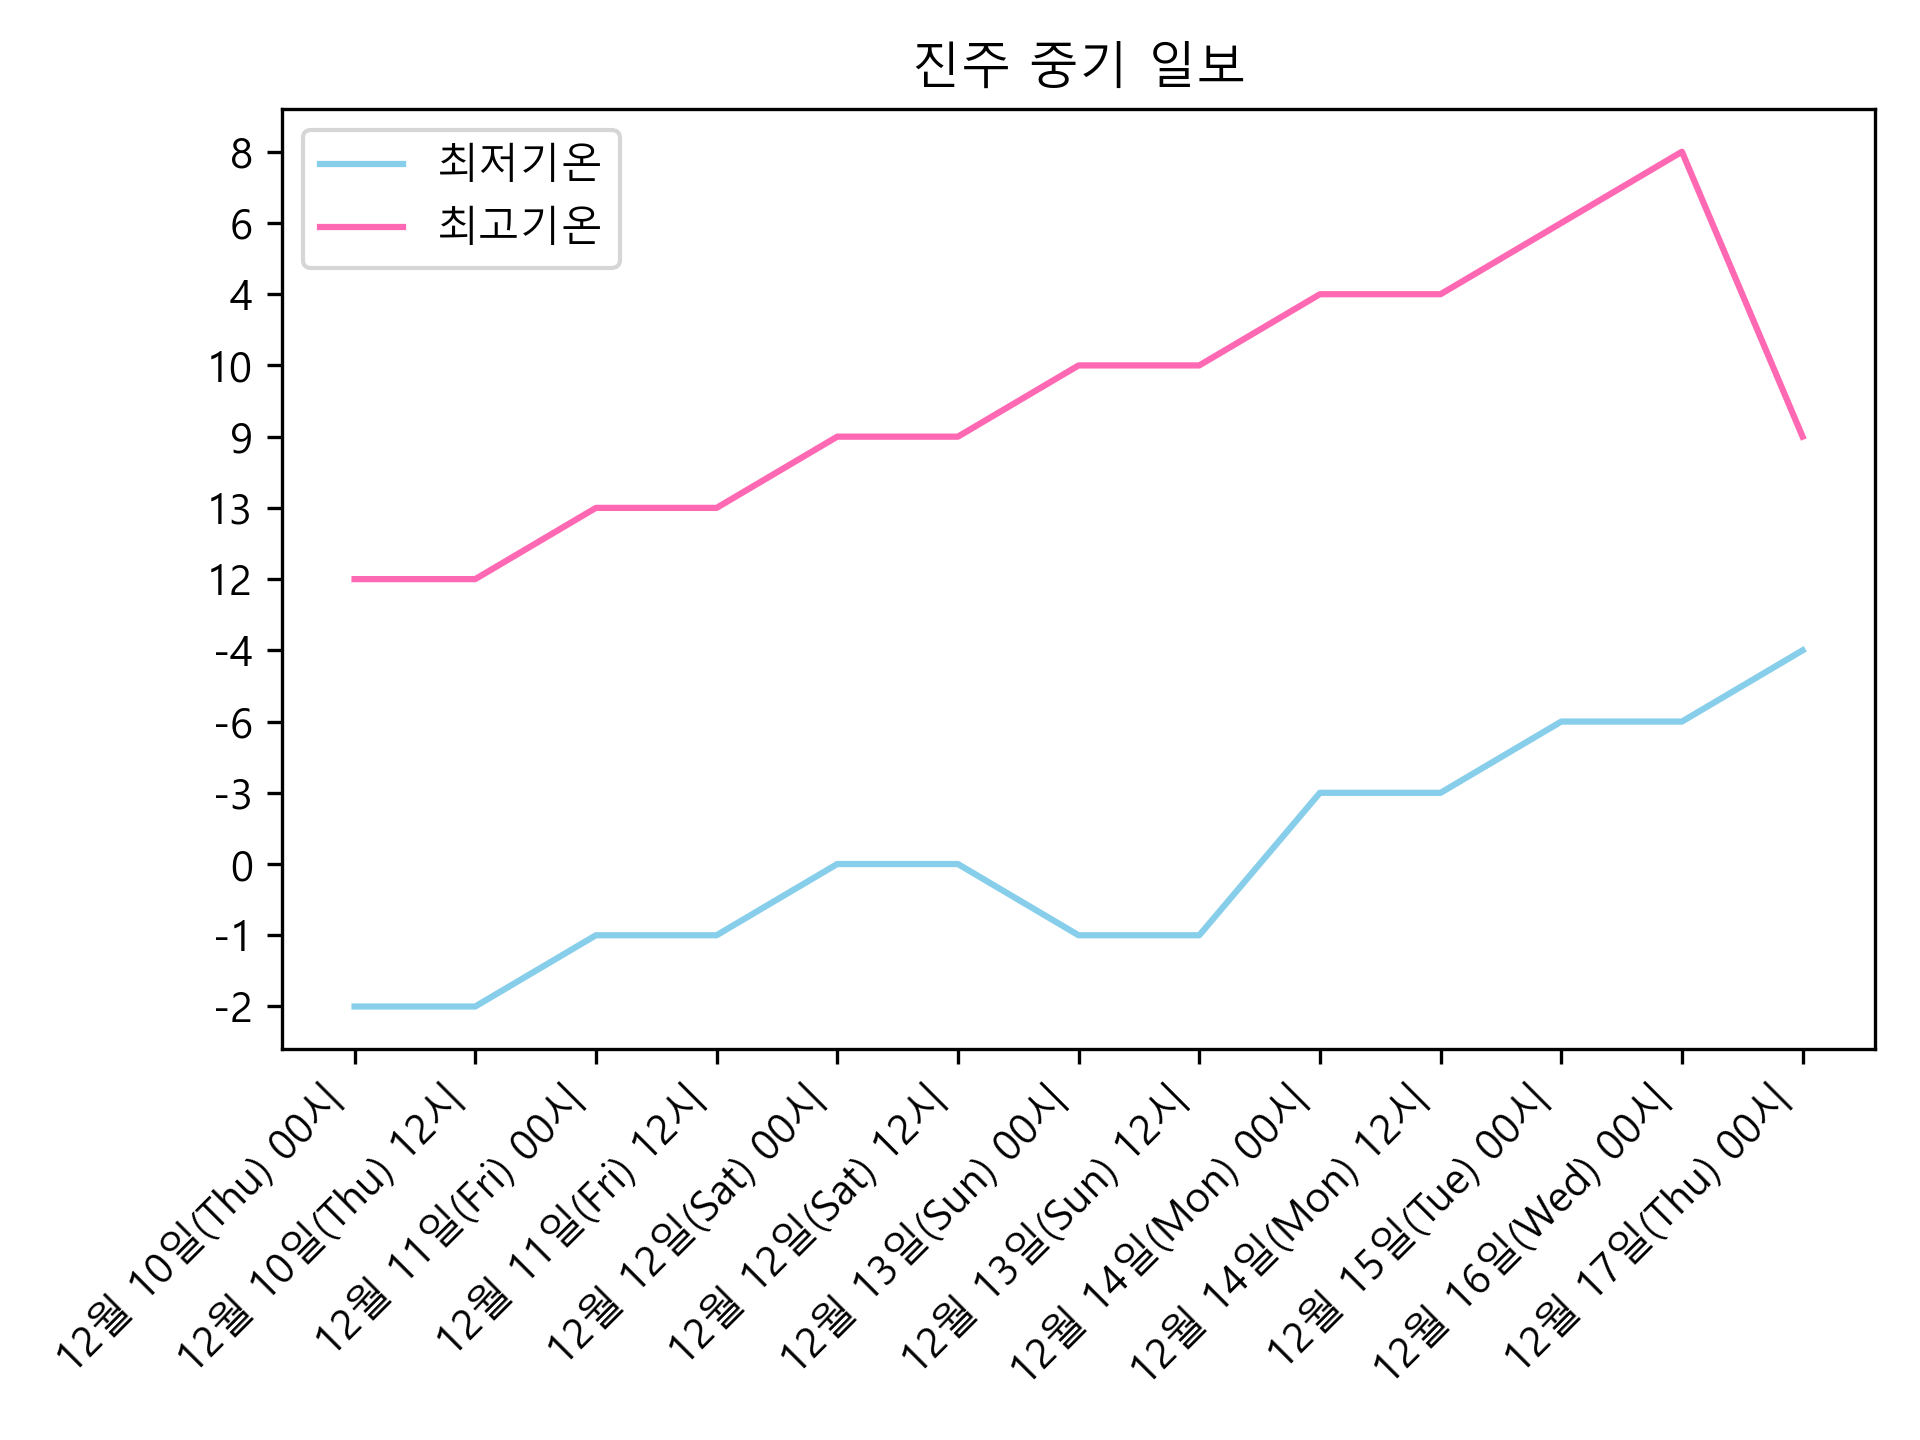 진주 중기 일보
최저기온
최고기온
8
6
4
10
9
13
12
-4
-6
-3
0
-1
-2
12월 10일(Thu) 00시
12월 10일(Thu) 12시
12월 11일(Fri) 00시
12월 11일(Fri) 12시
12월 12일(Sat) 00시
12월 12일(Sat) 12시
12월 13일(Sun) 00시
12월 13일(Sun) 12시
12월 14일(Mon) 00시
12월 14일(Mon) 12시
12월 15일(Tue) 00시
12월 16일(Wed) 00시
12월 17일(Thu) 00시